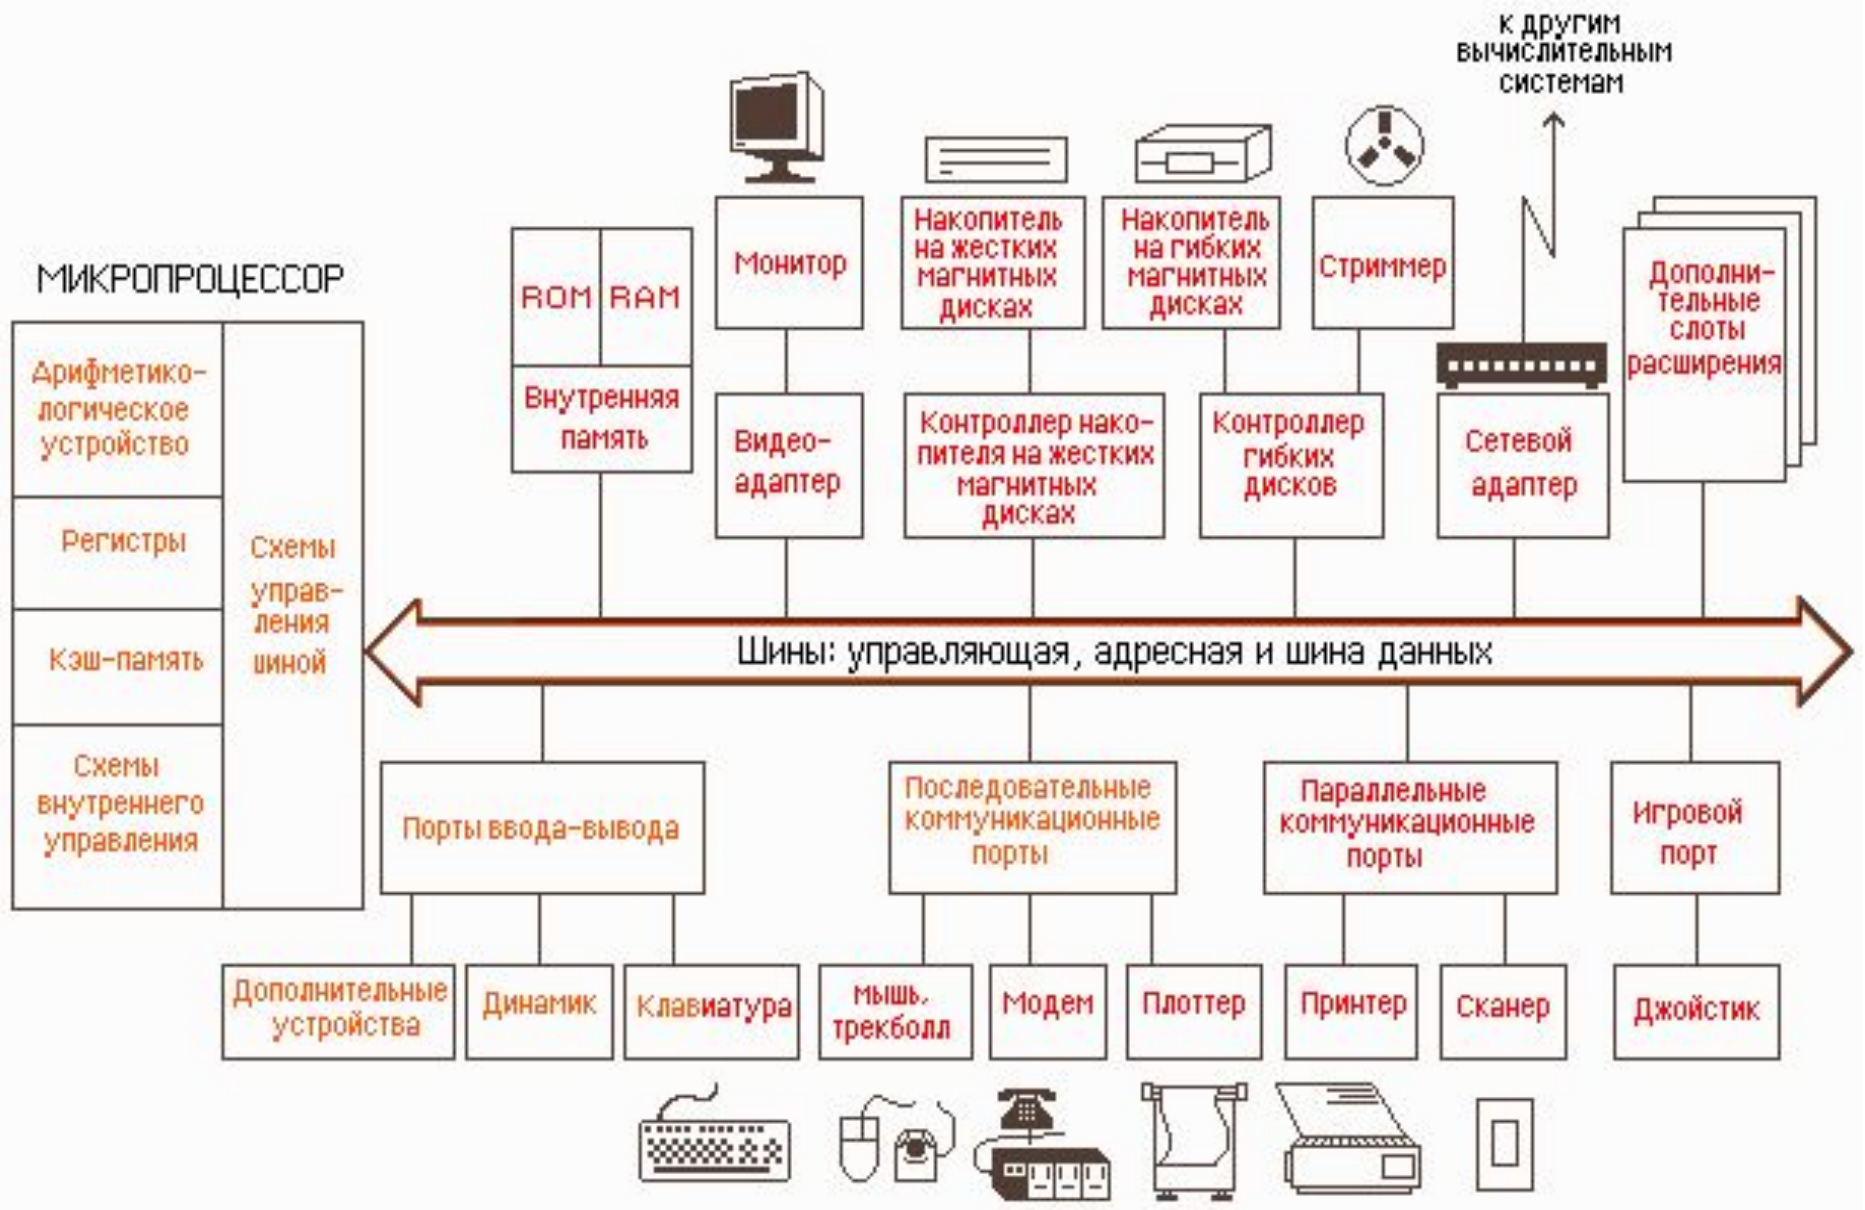 к другим
вычислительным
системам
МИКРОПРОЦЕССОР
Арифметико-
логическое
устройство
Регистры
Кэш-память
Схемы
внутреннего
управления
Схемы
управ-
ления
шиной
ROM
RAM
Внутренняя
память
Монитор
Видео-
адаптер
Накопитель
на жестких
магнитных
дисках
Контроллер нако-
пителя на жестких
магнитных
дисках
Накопитель
на гибких
магнитных
дисках
Стриммер
Контроллер
гибких
дисков
Сетевой
адаптер
Дополни-
тельные
слоты
расширения
Шины: управляющая, адресная и шина данных
Порты ввода-вывода
Последовательные
коммуникационные
порты
Параллельные
коммуникационные
порты
Игровой
порт
Дополнительные
устройства
Динамик
Клавиатура
мышь,
трекболл
Модем
Плоттер
Принтер
Сканер
Джойстик